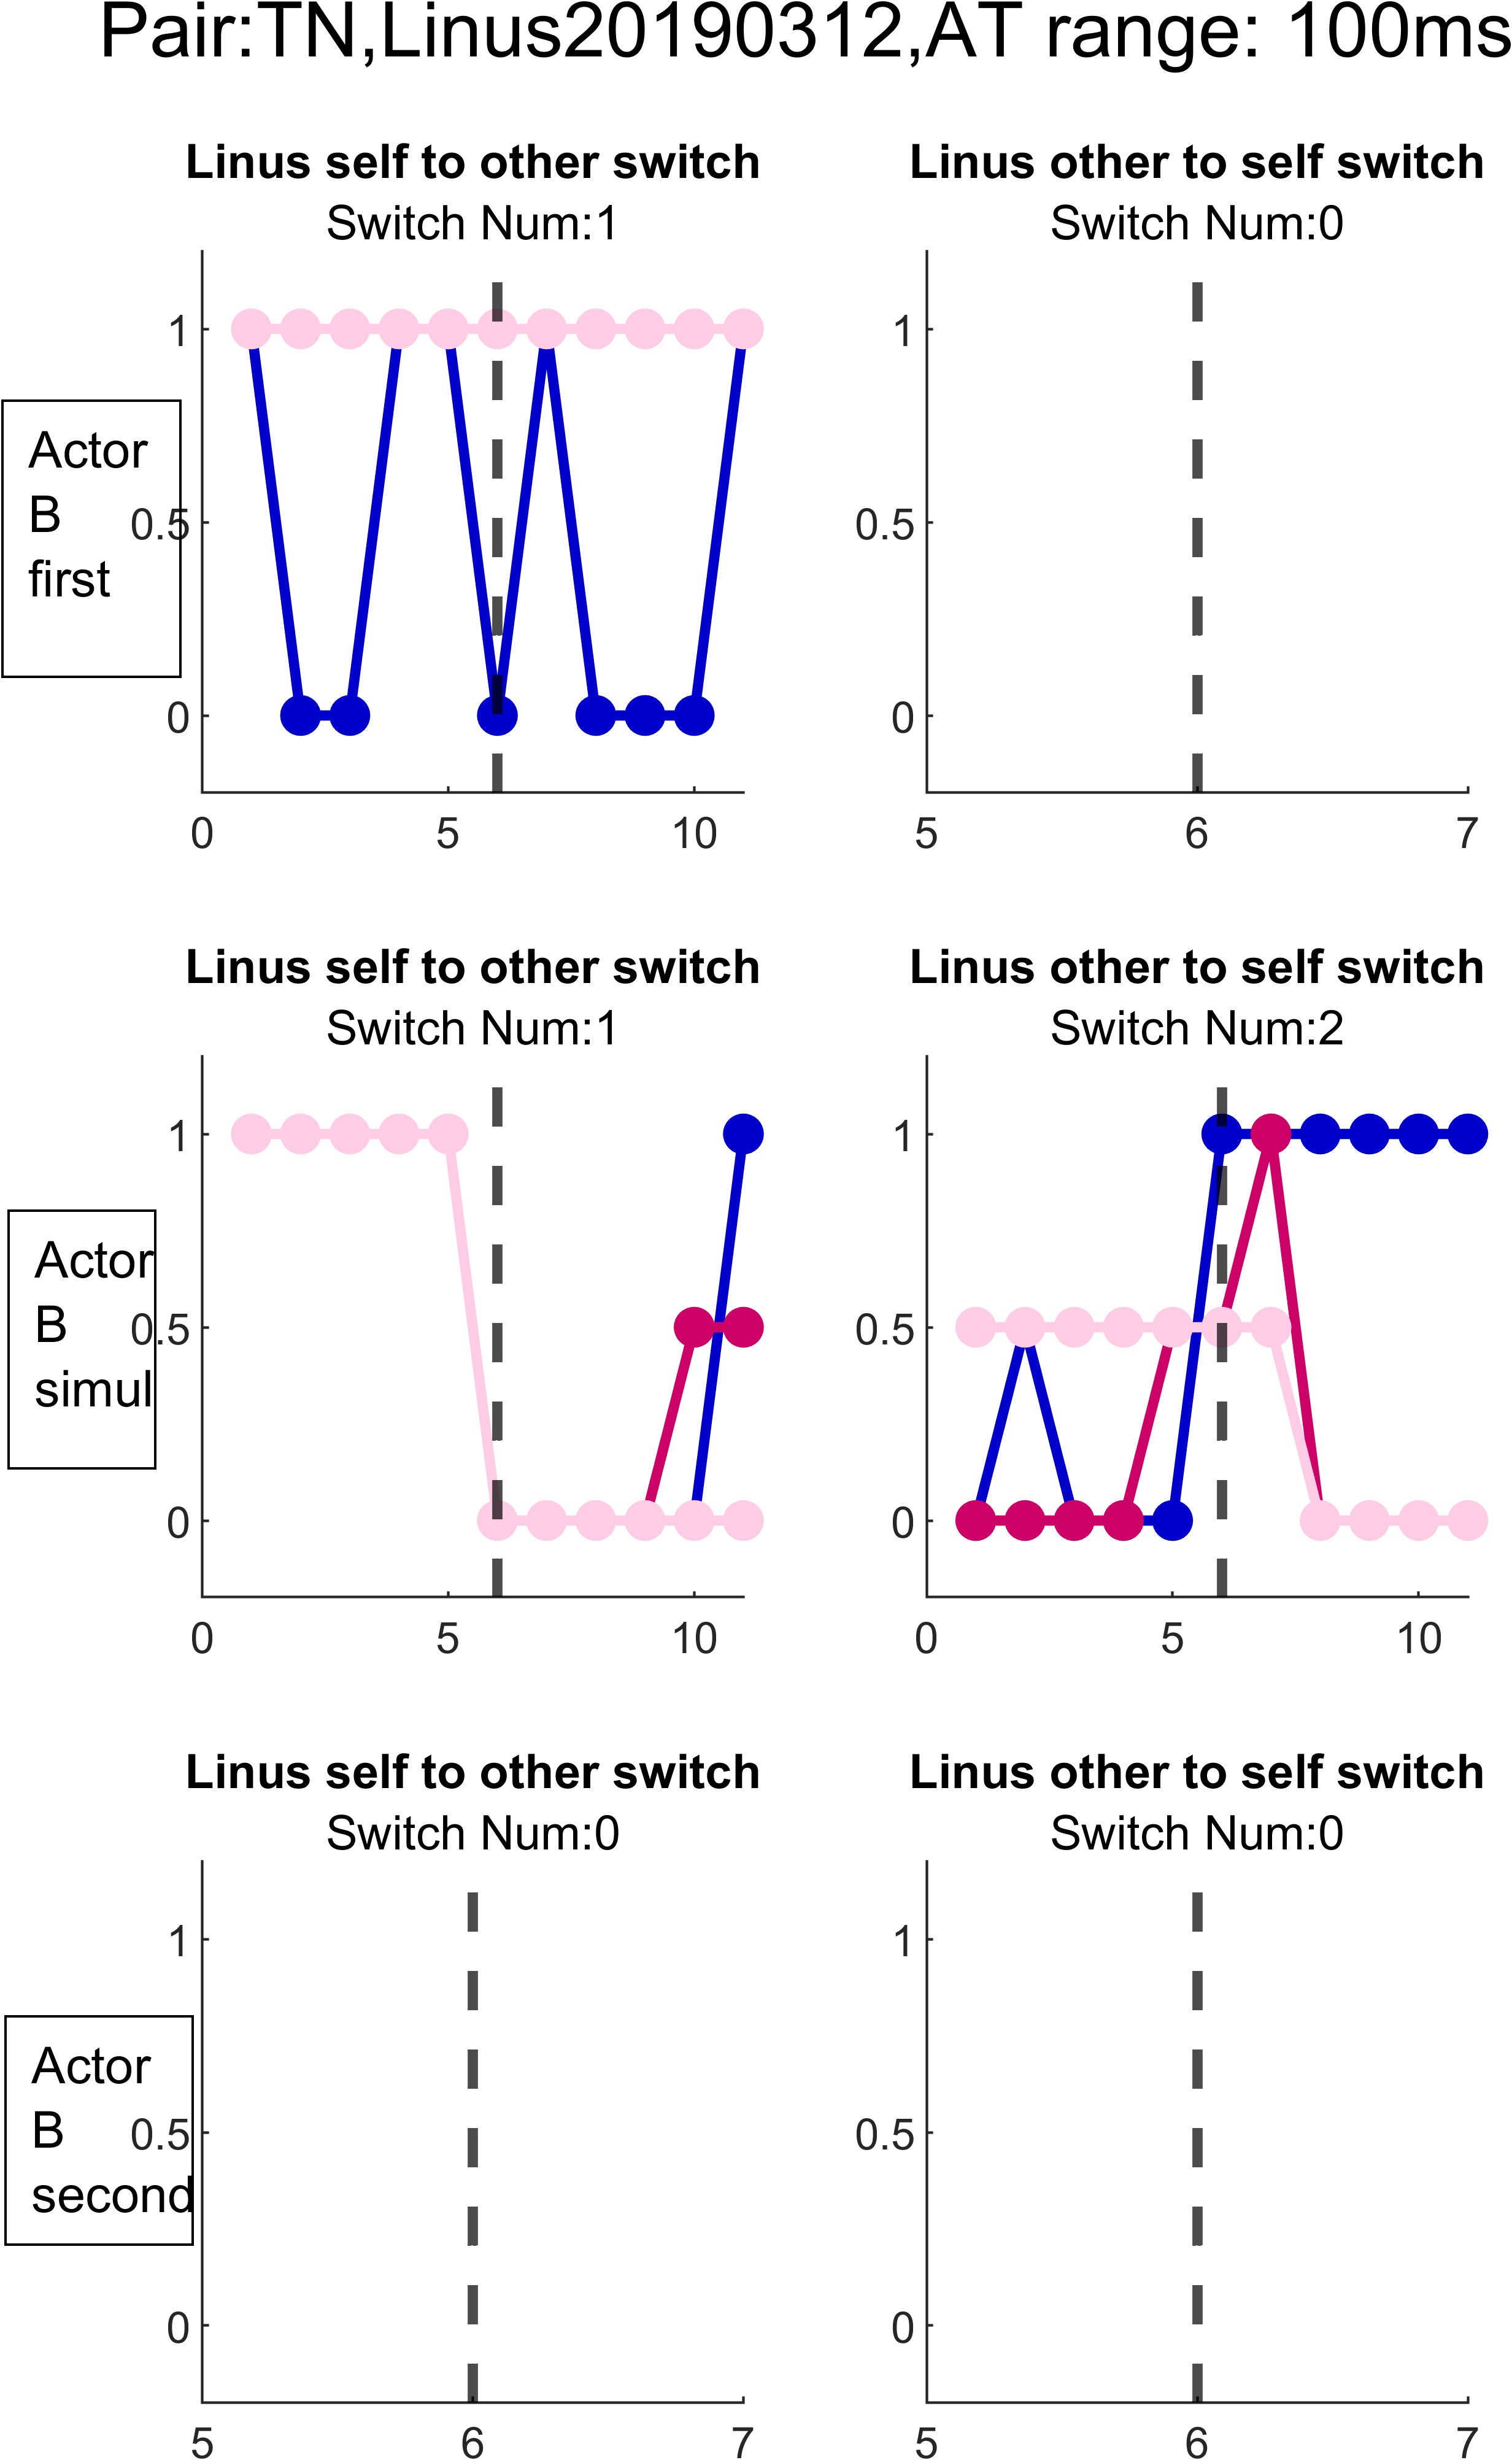 Pair:TN,Linus20190312,AT range: 100ms
Linus self to other switch
Switch Num:1
1
0.5
0
0 5 10
Actor
B
first
Linus other to self switch
Switch Num:0
1
0.5
0
5 6 7
Linus self to other switch
Switch Num:1
1
0.5
0
0 5 10
Actor
B
simul
Linus other to self switch
Switch Num:2
1
0.5
0
0 5 10
Linus self to other switch
Switch Num:0
1
0.5
0
5 6 7
Actor
B
second
Linus other to self switch
Switch Num:0
1
0.5
0
5 6 7